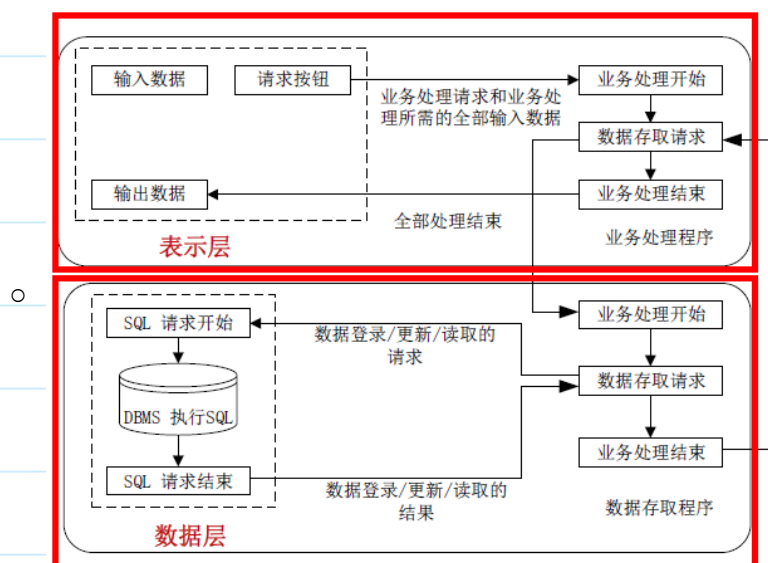 输入数据
请求按钮
业务处理开始
业务处理请求和业务处
理所需的全部输入数据
数据存取请求
输出数据
业务处理结束
全部处理结束
业务处理程序
表示层
SQL 请求开始
业务处理开始
数据登录/更新/读取的
请求
数据存取请求
DBMS 执行SQL
业务处理结束
SQL 请求结束
数据登录/更新/读取的
结果
数据存取程序
数据层